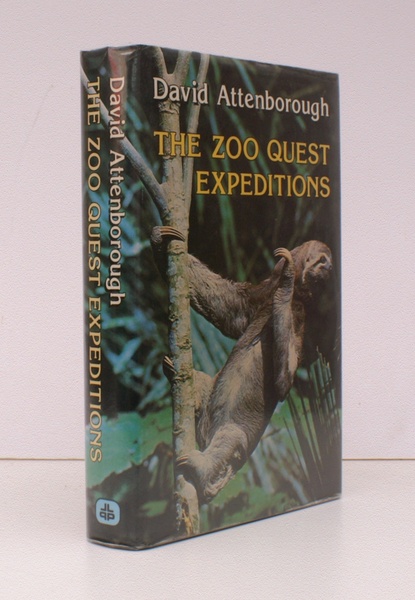 David Attenborough
THE ZOO QUEST
EXPEDITIONS
David Attenborough
THE ZOO QUEST EXPEDITIONS